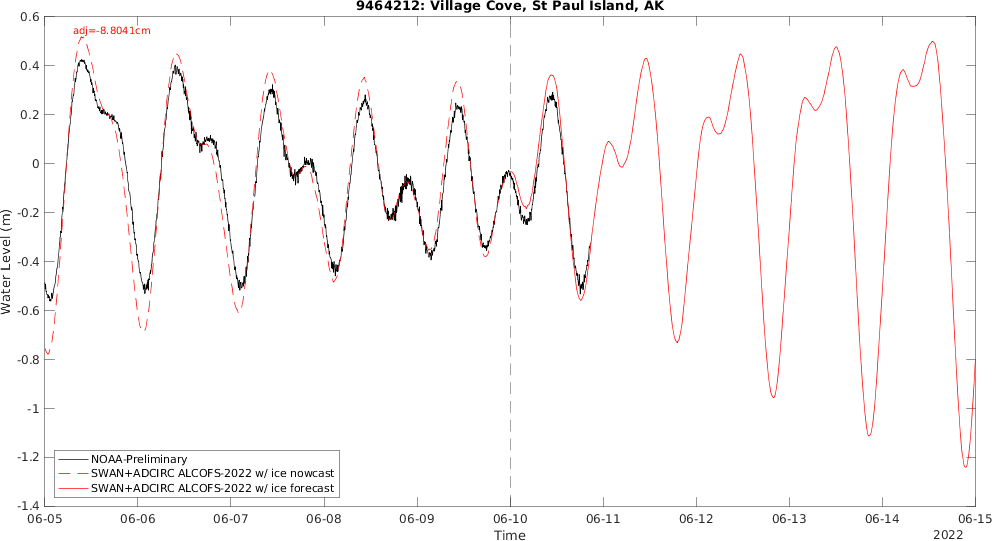 9464212: Village Cove, St Paul Island, AK
adj=-8.8041cm
0.6
0.4
0.2
0
-0.2
-0.4
-0.6
-0.8
-1
-1.2
-1.4
Water Level (m)
NOAA-Preliminary
SWAN+ADCIRC ALCOFS-2022 w/ ice nowcast
SWAN+ADCIRC ALCOFS-2022 w/ ice forecast
06-05 06-06 06-07 06-08 06-09 06-10 06-11 06-12 06-13 06-14 06-15
Time
2022